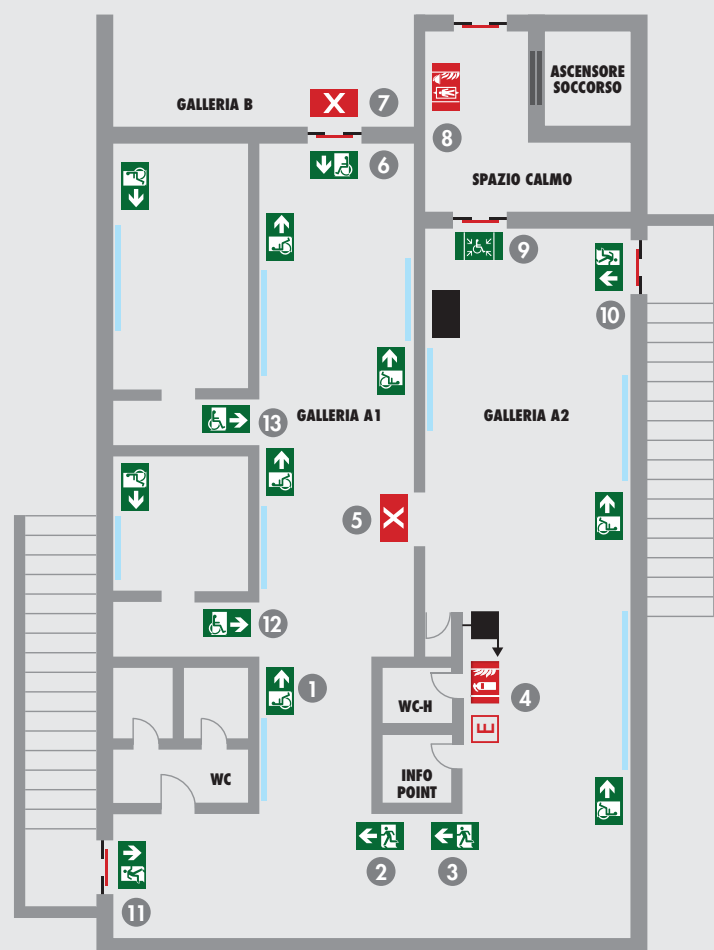 ASCENSORE
SOCCORSO
GALLERIA B
X
7
8
6
SPAZIO CALMO
9
10
13
GALLERIA A1
GALLERIA A2
5
X
12
1
4
WC-H
E
WC
INFO
POINT
2
3
11